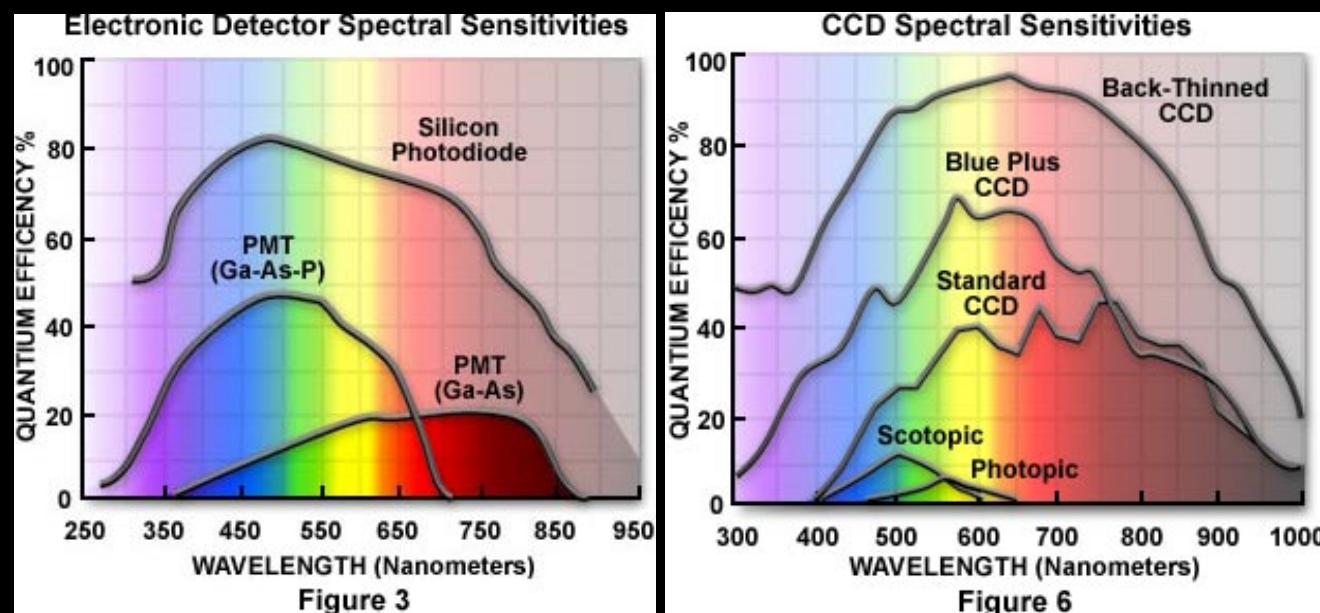 Electronic Detector Spectral Sensitivities
QUANTIUM EFFICENCY %
100
80
60
40
20
0
Silicon
Photodiode
PMT
(Ga-As-P)
PMT
(Ga-As)
250 350 450 550 650 750 850 950
WAVELENGTH (Nanometers)
Figure 3
CCD Spectral Sensitivities
QUANTIUM EFFICENCY %
100
80
60
40
20
0
Back-Thinned
CCD
Blue Plus
CCD
Standard
CCD
Scotopic
Photopic
300 400 500 600 700 800 900 1000
WAVELENGTH (Nanometers)
Figure 6